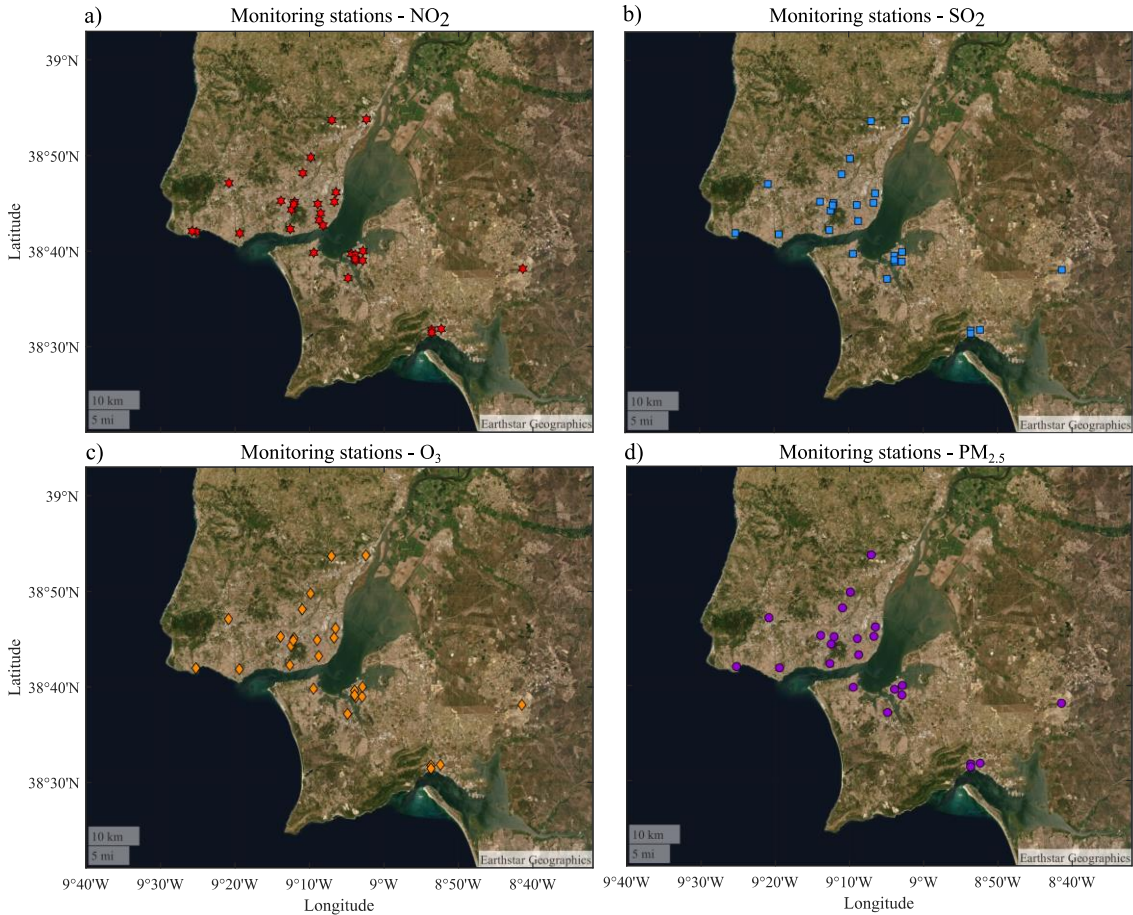 a)
Monitoring stations - NO2
b)
Monitoring stations - SO2
39°N
38°50'N
38°40'N
38°30'N
Latitude
10 km
5 mi
Earthstar Geographics
10 km
5 mi
Earthstar Geographics
c)
Monitoring stations - O3
d)
Monitoring stations - PM2.5
39°N
38°50'N
38°40'N
38°30'N
Latitude
10 km
5 mi
Earthstar Geographics
10 km
5 mi
Earthstar Geographics
9°40'W 9°30'W 9°20'W 9°10'W 9°W 8°50'W 8°40'W
Longitude
9°40'W 9°30'W 9°20'W 9°10'W 9°W 8°50'W 8°40'W
Longitude